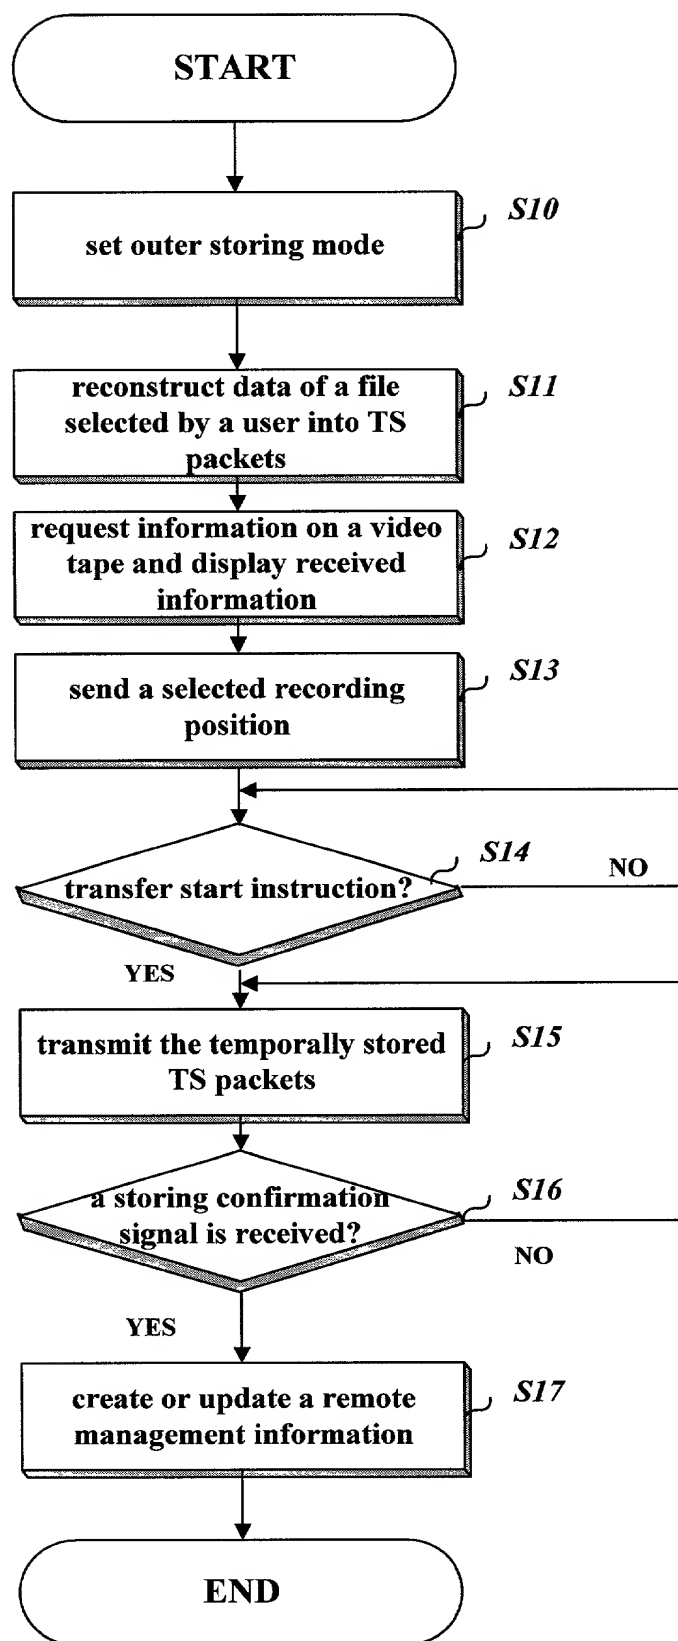 START
S10
set outer storing mode
S11
reconstruct data of a file
selected by a user into TS
packets
S12
request information on a video
tape and display received
information
S13
send a selected recording
position
S14
transfer start instruction?
NO
YES
S15
transmit the temporally stored
TS packets
S16
a storing confirmation
signal is received?
NO
YES
S17
create or update a remote
management information
END